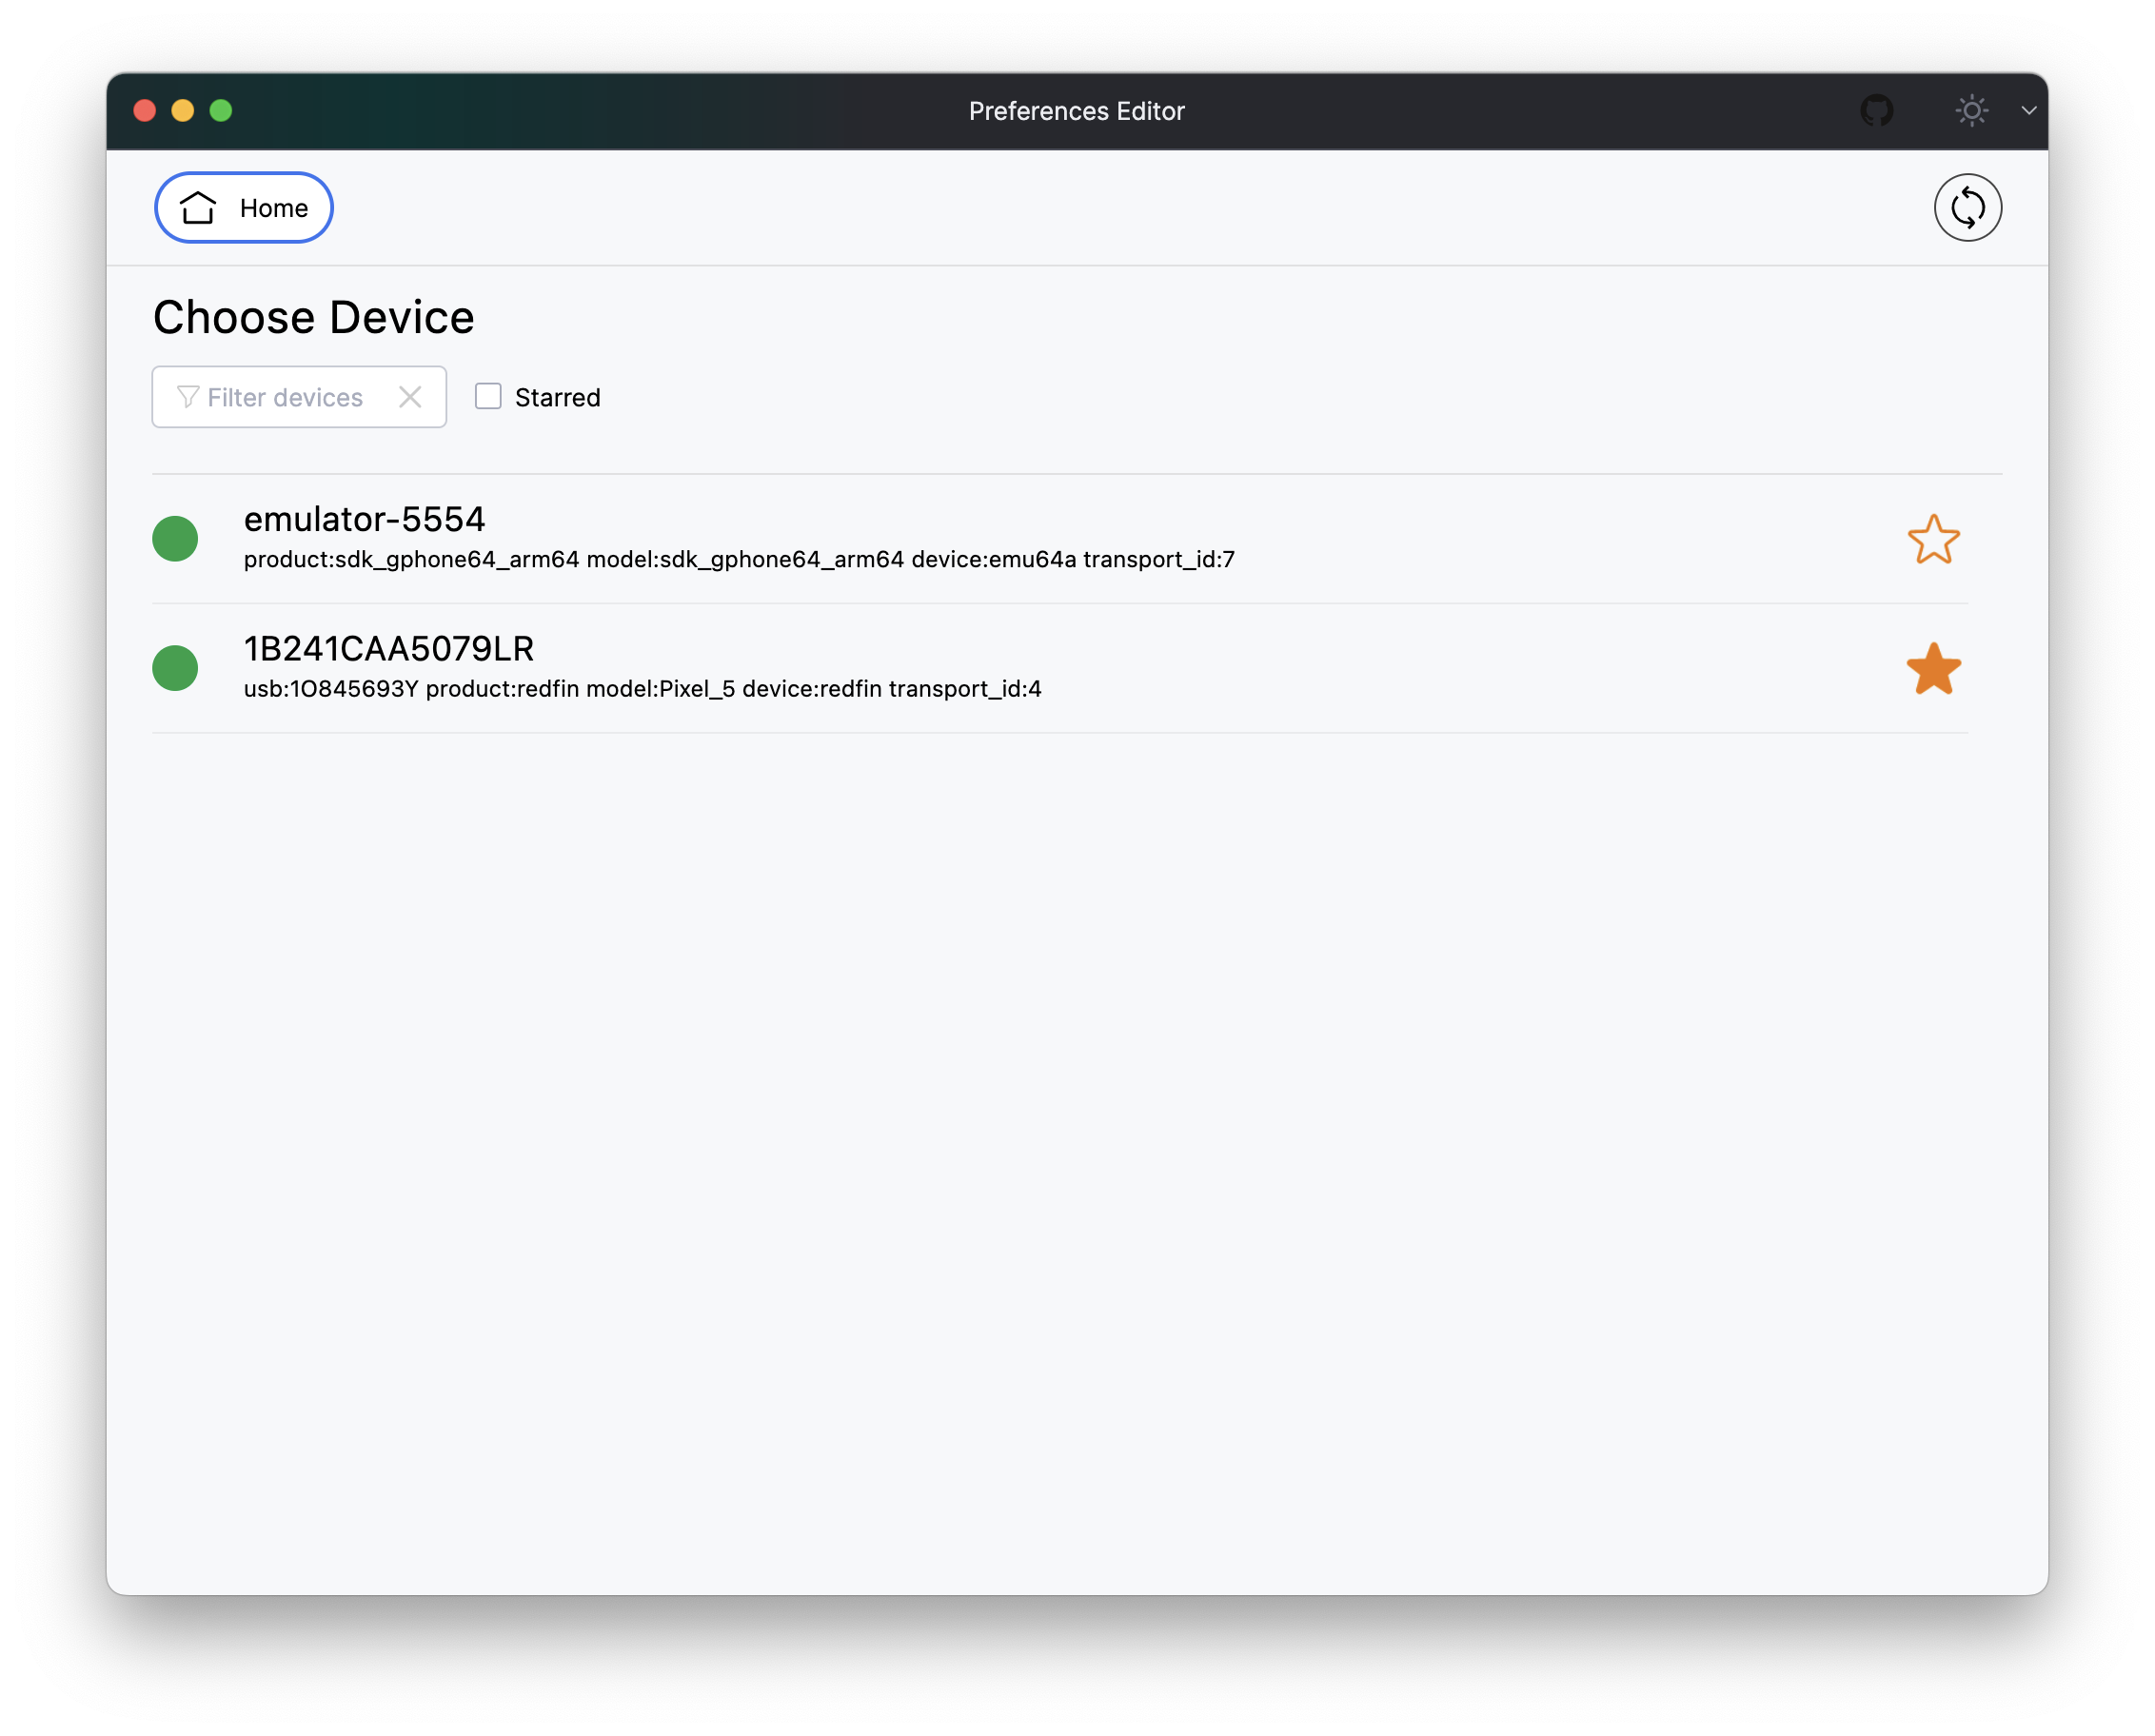 Preferences Editor
Home
Choose Device
Filter devices
Starred
emulator-5554
product:sdk_gphone64_arm64 model:sdk_gphone64_arm64 device:emu64a transport_id:7
1B241CAA5079LR
usb:1O845693Y product:redfin model:Pixel_5 device:redfin transport_id:4